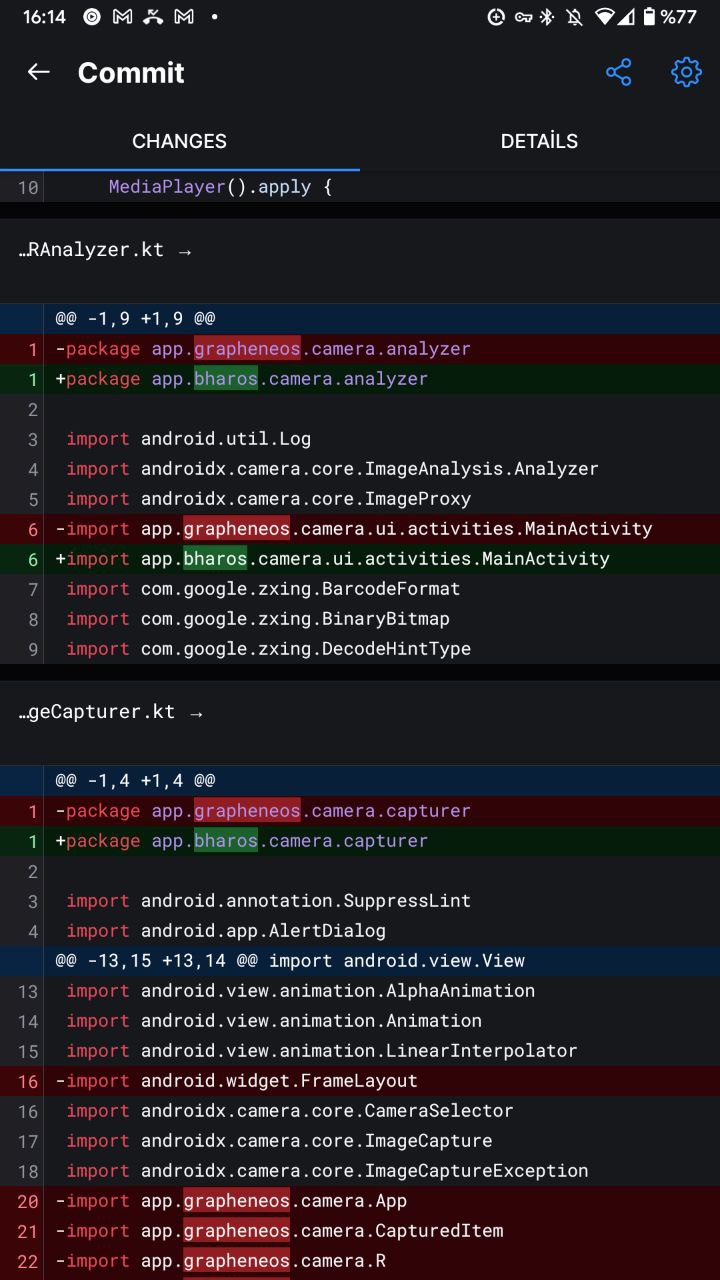 16:14 %77
Commit
CHANGES DETAİLS
10 MediaPlayer().apply {
…RAnalyzer.kt →
@@ -1,9 +1,9 @@
1 -package app.grapheneos.camera.analyzer
1 +package app.bharos.camera.analyzer
2
3 import android.util.Log
4 import androidx.camera.core.ImageAnalysis.Analyzer
5 import androidx.camera.core.ImageProxy
6 -import app.grapheneos.camera.ui.activities.MainActivity
6 +import app.bharos.camera.ui.activities.MainActivity
7 import com.google.zxing.BarcodeFormat
8 import com.google.zxing.BinaryBitmap
9 import com.google.zxing.DecodeHintType
…geCapturer.kt →
@@ -1,4 +1,4 @@
1 -package app.grapheneos.camera.capturer
1 +package app.bharos.camera.capturer
2
3 import android.annotation.SuppressLint
4 import android.app.AlertDialog
@@ -13,15 +13,14 @@ import android.view.View
13 import android.view.animation.AlphaAnimation
14 import android.view.animation.Animation
15 import android.view.animation.LinearInterpolator
16 -import android.widget.FrameLayout
16 import androidx.camera.core.CameraSelector
17 import androidx.camera.core.ImageCapture
18 import androidx.camera.core.ImageCaptureException
20 -import app.grapheneos.camera.App
21 -import app.grapheneos.camera.CapturedItem
22 -import app.grapheneos.camera.R